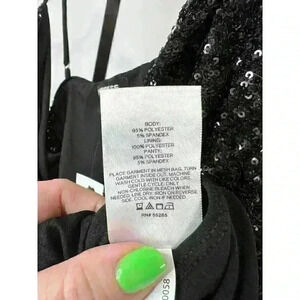 BODY:
95% POLYESTER
5% SPANDEX
LINING:
100% POLYESTER
PANTY:
95% POLYESTER
5% SPANDEX
PLACE GARMENT IN MESH BAG, TURN
GARMENT INSIDE OUT, MACHINE
WASH COLD WITH LIKE COLORS,
GENTLE CYCLE ONLY,
NON-CHLORINE BLEACH WHEN
NEEDED, LINE DRY, IRON ON REVERSE
SIDE, COOL IRON IF NEEDED
RN# 55285
0058